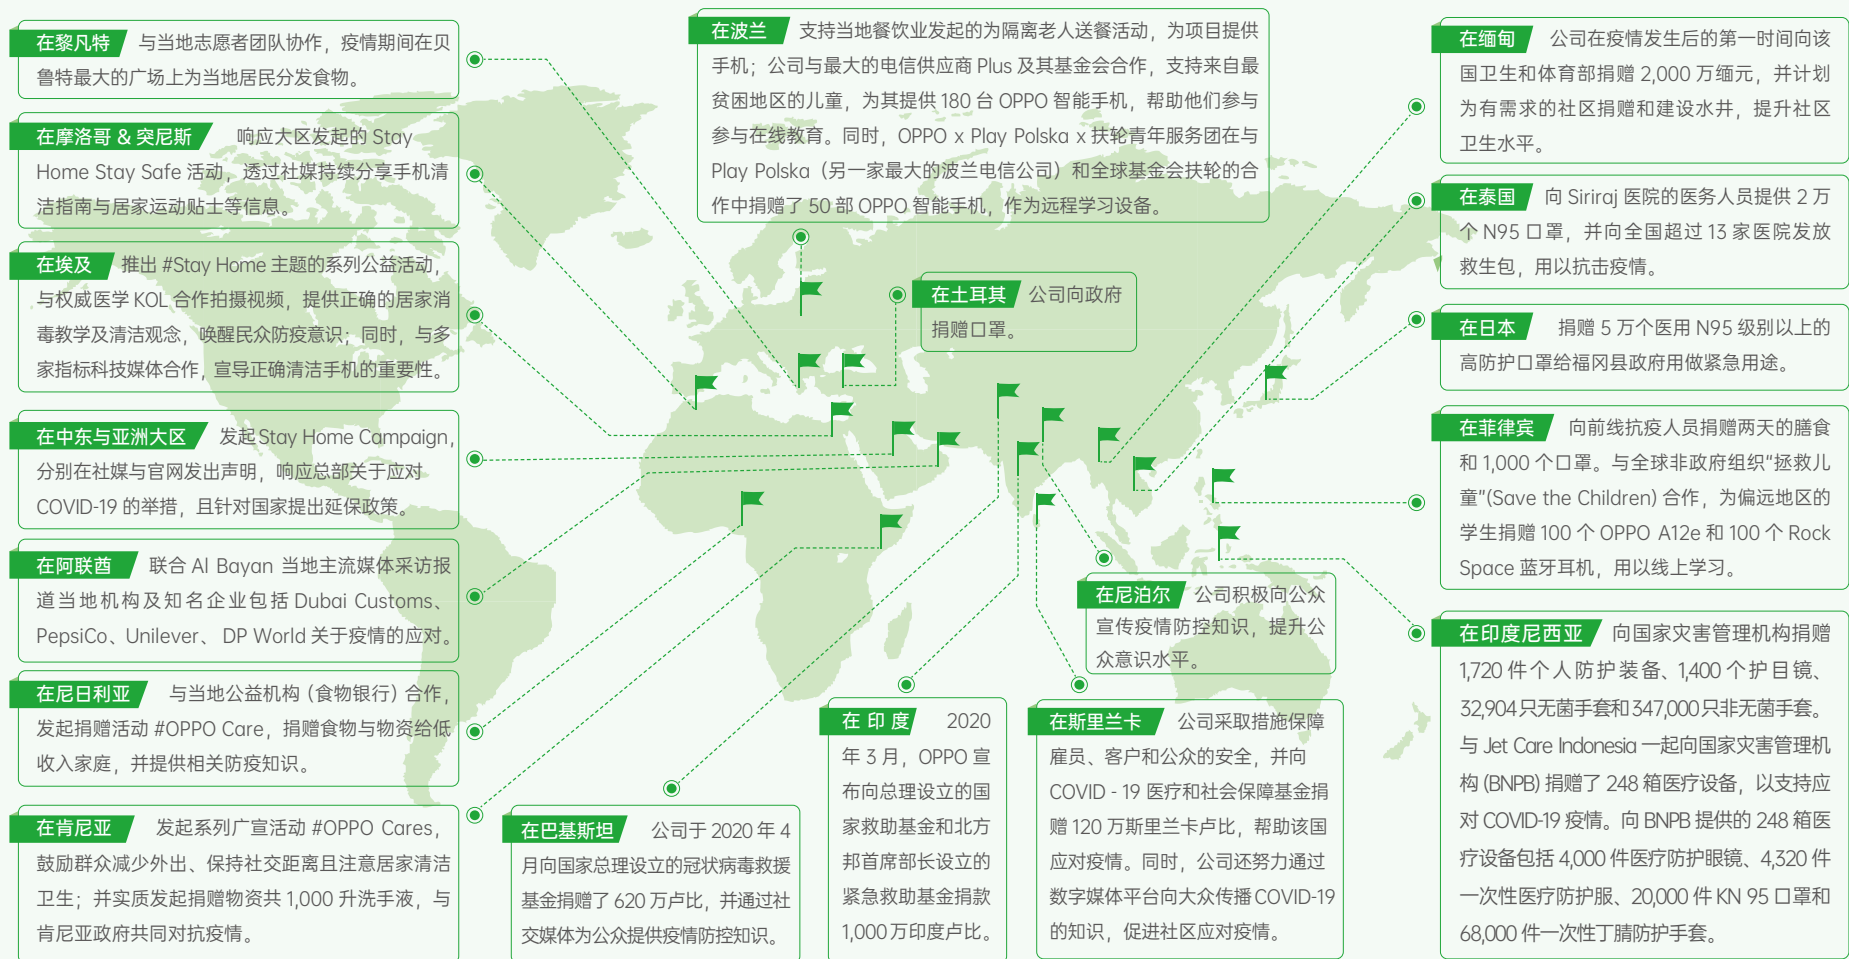 在黎凡特 与当地志愿者团队协作，疫情期间在贝
鲁特最大的广场上为当地居民分发食物。
在摩洛哥 & 突尼斯 响应大区发起的 Stay
Home Stay Safe 活动，透过社媒持续分享手机清
洁指南与居家运动贴士等信息。
在埃及 推出 #Stay Home 主题的系列公益活动，
与权威医学 KOL 合作拍摄视频，提供正确的居家消
毒教学及清洁观念，唤醒民众防疫意识；同时，与多
家指标科技媒体合作，宣导正确清洁手机的重要性。
在中东与亚洲大区 发起 Stay Home Campaign，
分别在社媒与官网发出声明，响应总部关于应对
COVID-19 的举措，且针对国家提出延保政策。
在阿联酋 联合 Al Bayan 当地主流媒体采访报
道当地机构及知名企业包括 Dubai Customs、
PepsiCo、Unilever、 DP World 关于疫情的应对。
在尼日利亚 与当地公益机构（食物银行）合作，
发起捐赠活动 #OPPO Care，捐赠食物与物资给低
收入家庭，并提供相关防疫知识。
在肯尼亚 发起系列广宣活动 #OPPO Cares，
鼓励群众减少外出、保持社交距离且注意居家清洁
卫生；并实质发起捐赠物资共 1,000 升洗手液，与
肯尼亚政府共同对抗疫情。
在波兰 支持当地餐饮业发起的为隔离老人送餐活动，为项目提供
手机；公司与最大的电信供应商 Plus 及其基金会合作，支持来自最
贫困地区的儿童，为其提供 180 台 OPPO 智能手机，帮助他们参与
参与在线教育。同时，OPPO x Play Polska x 扶轮青年服务团在与
Play Polska（另一家最大的波兰电信公司）和全球基金会扶轮的合
作中捐赠了 50 部 OPPO 智能手机，作为远程学习设备。
在土耳其 公司向政府
捐赠口罩。
在巴基斯坦 公司于 2020 年 4
月向国家总理设立的冠状病毒救援
基金捐赠了 620 万卢比，并通过社
交媒体为公众提供疫情防控知识。
在 印 度 2020
年 3 月，OPPO 宣
布向总理设立的国
家救助基金和北方
邦首席部长设立的
紧急救助基金捐款
1,000 万印度卢比。
在尼泊尔 公司积极向公众
宣传疫情防控知识，提升公
众意识水平。
在斯里兰卡 公司采取措施保障
雇员、客户和公众的安全，并向
COVID - 19 医疗和社会保障基金捐
赠 120 万斯里兰卡卢比，帮助该国
应对疫情。同时，公司还努力通过
数字媒体平台向大众传播 COVID-19
的知识，促进社区应对疫情。
在缅甸 公司在疫情发生后的第一时间向该
国卫生和体育部捐赠 2,000 万缅元，并计划
为有需求的社区捐赠和建设水井，提升社区
卫生水平。
在泰国 向 Siriraj 医院的医务人员提供 2 万
个 N95 口罩，并向全国超过 13 家医院发放
救生包，用以抗击疫情。
在日本 捐赠 5 万个医用 N95 级别以上的
高防护口罩给福冈县政府用做紧急用途。
在菲律宾 向前线抗疫人员捐赠两天的膳食
和 1,000 个口罩。与全球非政府组织“拯救儿
童”(Save the Children) 合作，为偏远地区的
学生捐赠 100 个 OPPO A12e 和 100 个 Rock
Space 蓝牙耳机，用以线上学习。
在印度尼西亚 向国家灾害管理机构捐赠
1,720 件个人防护装备、1,400 个护目镜、
32,904 只无菌手套和 347,000 只非无菌手套。
与 Jet Care Indonesia 一起向国家灾害管理机
构 (BNPB) 捐赠了 248 箱医疗设备，以支持应
对 COVID-19 疫情。向 BNPB 提供的 248 箱医
疗设备包括 4,000 件医疗防护眼镜、4,320 件
一次性医疗防护服、20,000 件 KN 95 口罩和
68,000 件一次性丁腈防护手套。